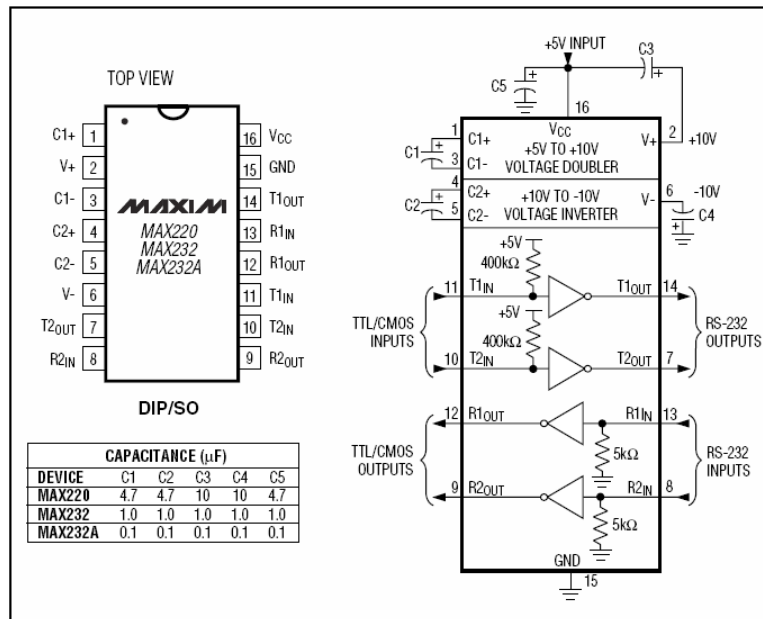 TOP VIEW
C1+ 1
V+ 2
C1- 3
C2+ 4
C2- 5
V- 6
T2OUT 7
R2IN 8
16 VCC
15 GND
14 T1OUT
13 R1IN
12 R1OUT
11 T1IN
10 T2IN
9 R2OUT
MAXIM
MAX220
MAX232
MAX232A
DIP/SO
CAPACITANCE (μF)
DEVICE C1 C2 C3 C4 C5
MAX220 4.7 4.7 10 10 4.7
MAX232 1.0 1.0 1.0 1.0 1.0
MAX232A 0.1 0.1 0.1 0.1 0.1
+5V INPUT
C3
+
C5
+
16
VCC
1
C1+
C1
+
3
C1-
+5V TO +10V
VOLTAGE DOUBLER
V+
2
+10V
4
C2+
C2
+
5
C2-
+10V TO -10V
VOLTAGE INVERTER
V-
6
-10V
C4
+
+5V
400kΩ
11
T1IN
T1OUT
14
+5V
400kΩ
10
T2IN
T2OUT
7
TTL/CMOS
INPUTS
RS-232
OUTPUTS
12
R1OUT
R1IN
13
5kΩ
9
R2OUT
R2IN
8
5kΩ
TTL/CMOS
OUTPUTS
RS-232
INPUTS
GND
15